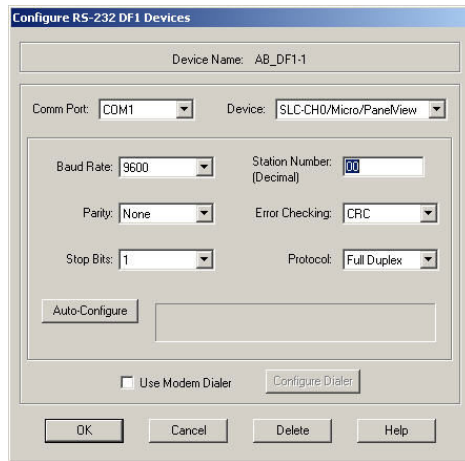 Configure RS-232 DF1 Devices
Device Name: AB_DF1-1
Comm Port: COM1 Device: SLC-CH0/Micro/PanelView
Baud Rate: 9600 Station Number: 00
(Decimal)
Parity: None Error Checking: CRC
Stop Bits: 1 Protocol: Full Duplex
Auto-Configure
Use Modem Dialer Configure Dialer
OK Cancel Delete Help